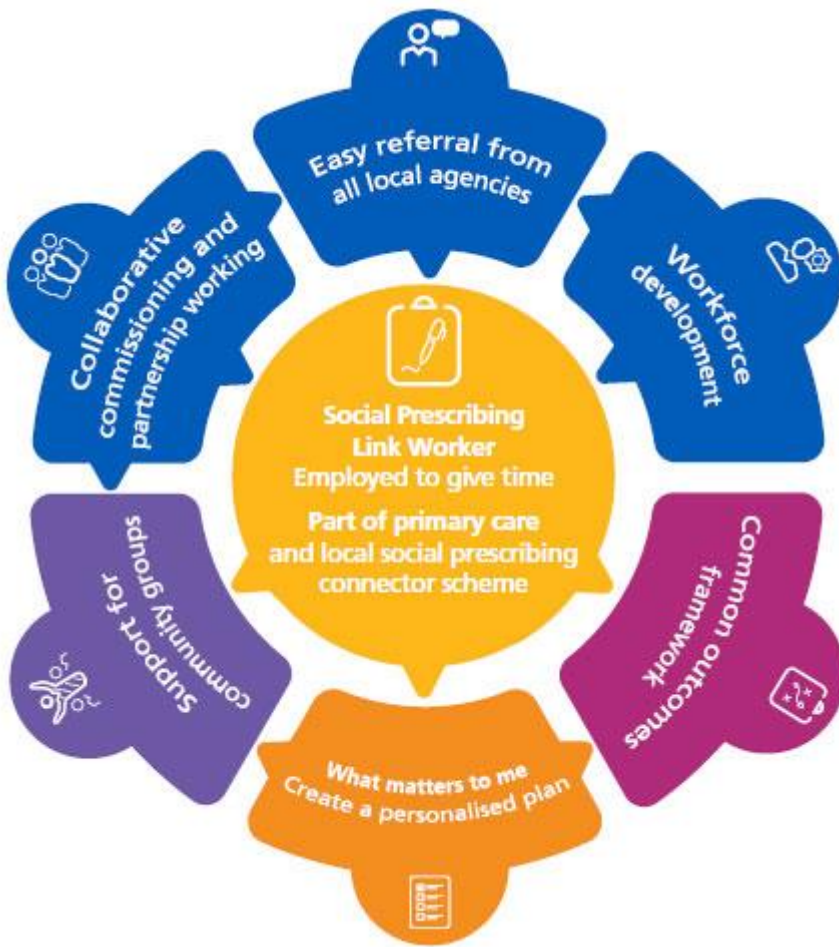 Easy referral from
all local agencies
Workforce
development
Common outcomes
framework
What matters to me
Create a personalised plan
Support for
community groups
Collaborative
commissioning and
partnership working
Social Prescribing
Link Worker
Employed to give time
Part of primary care
and local social prescribing
connector scheme